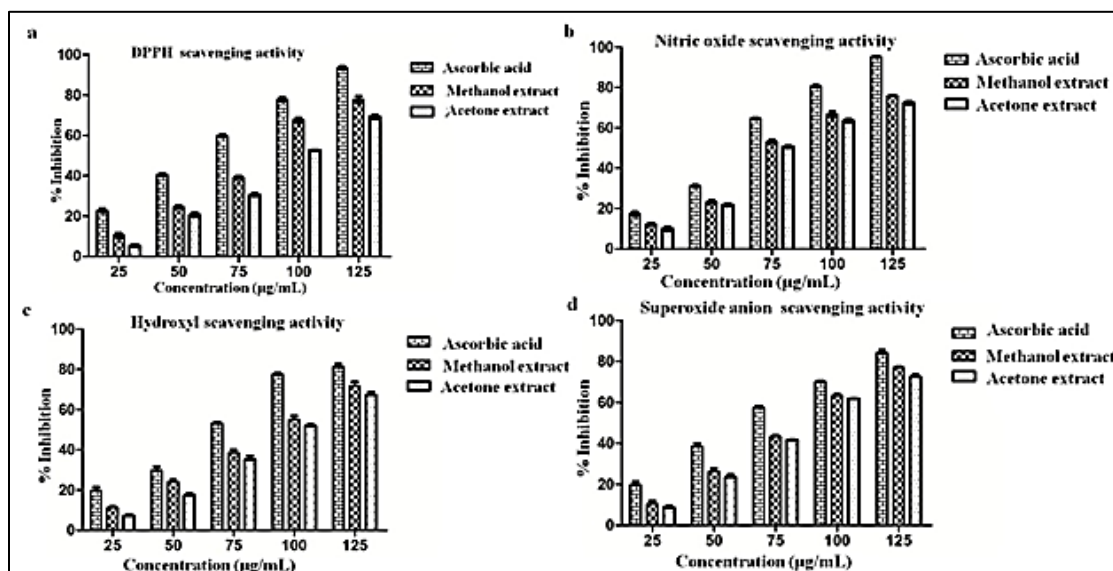 a
DPPH scavenging activity
Ascorbic acid
Methanol extract
Acetone extract
% Inhibition
100
80
60
40
20
0
25 50 75 100 125
Concentration (µg/mL)
b
Nitric oxide scavenging activity
Ascorbic acid
Methanol extract
Acetone extract
% Inhibition
100
80
60
40
20
0
25 50 75 100 125
Concentration (µg/mL)
c
Hydroxyl scavenging activity
Ascorbic acid
Methanol extract
Acetone extract
% Inhibition
100
80
60
40
20
0
25 50 75 100 125
Concentration (µg/mL)
d
Superoxide anion scavenging activity
Ascorbic acid
Methanol extract
Acetone extract
% Inhibition
100
80
60
40
20
0
25 50 75 100 125
Concentration (µg/mL)